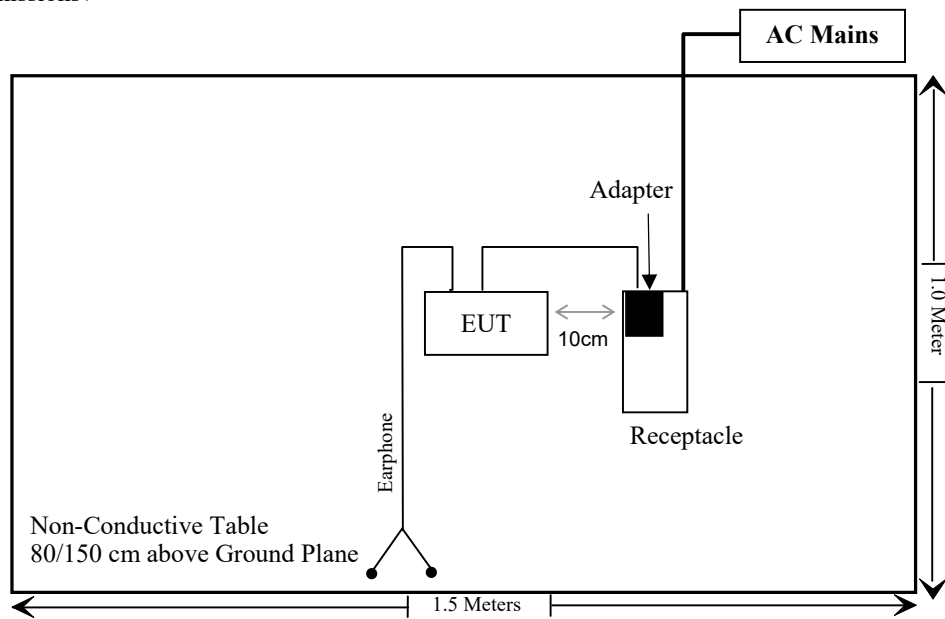 AC Mains
Adapter
EUT
10cm
1.0 Meter
Receptacle
Earphone
Non-Conductive Table
80/150 cm above Ground Plane
1.5 Meters